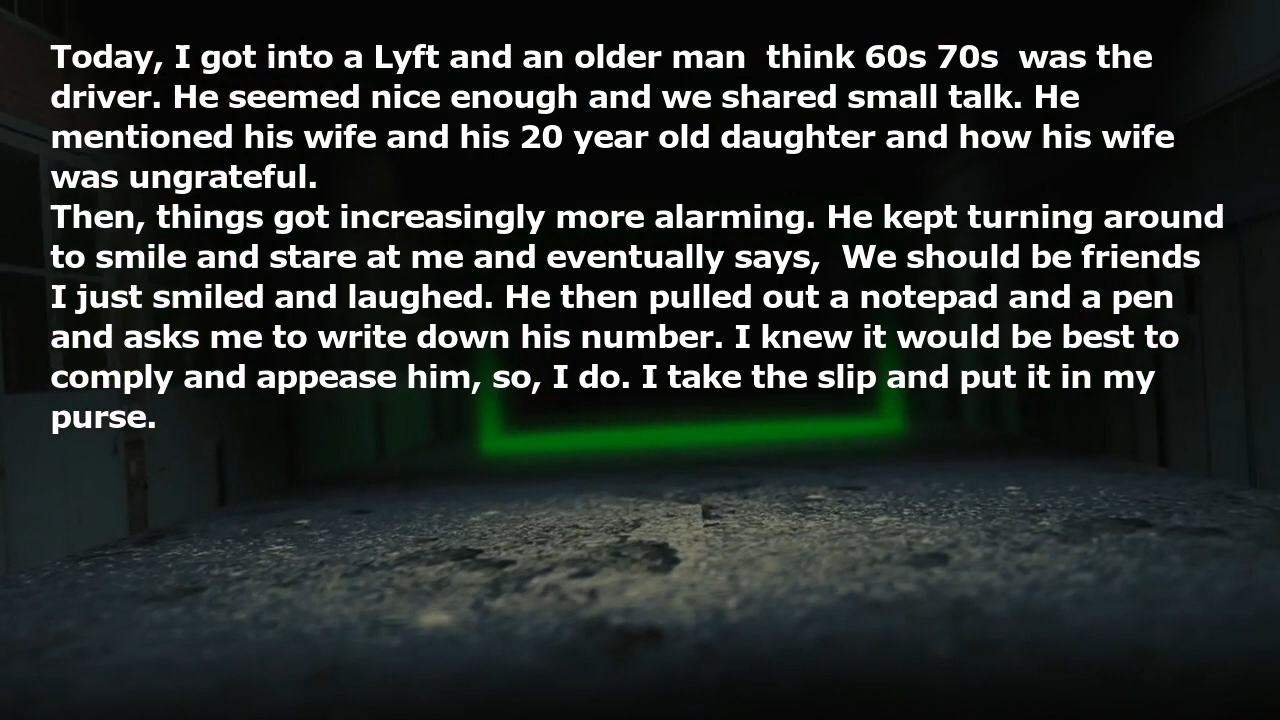 Today, I got into a Lyft and an older man  think 60s 70s  was the
driver. He seemed nice enough and we shared small talk. He
mentioned his wife and his 20 year old daughter and how his wife
was ungrateful.
Then, things got increasingly more alarming. He kept turning around
to smile and stare at me and eventually says,  We should be friends
I just smiled and laughed. He then pulled out a notepad and a pen
and asks me to write down his number. I knew it would be best to
comply and appease him, so, I do. I take the slip and put it in my
purse.